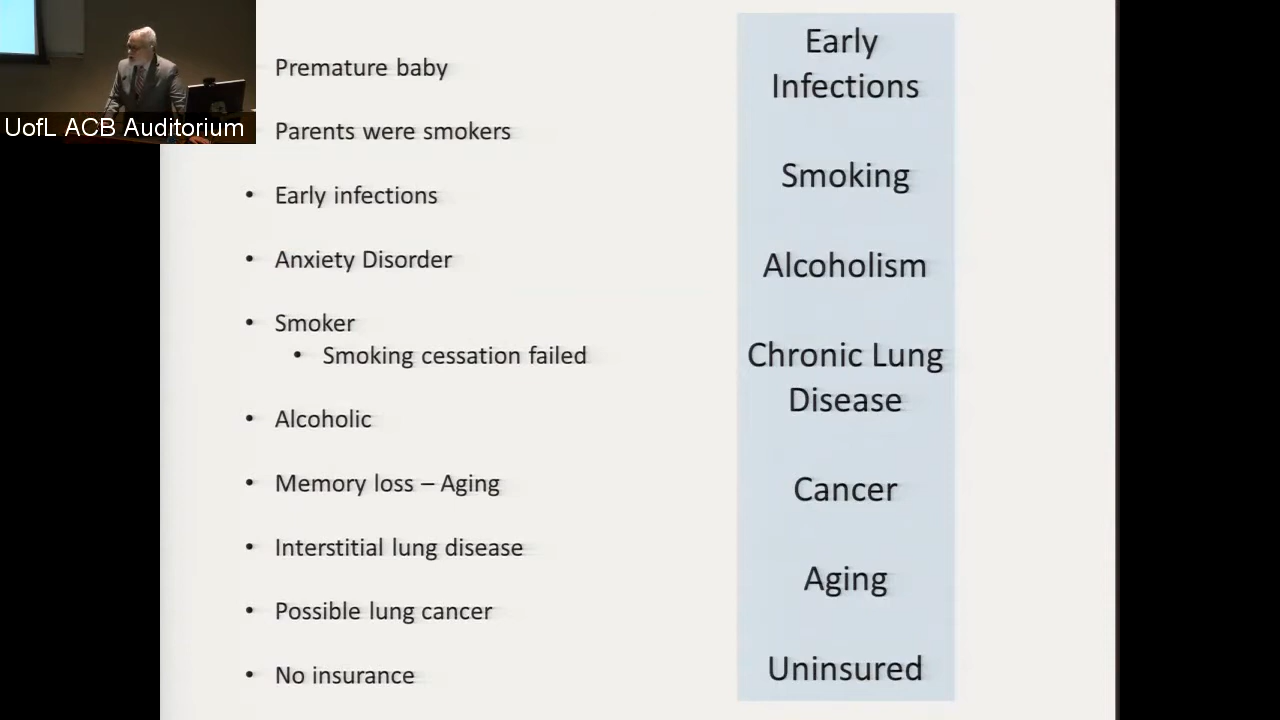 UofL ACB Auditorium
Premature baby
Parents were smokers
• Early infections
• Anxiety Disorder
• Smoker
• Smoking cessation failed
• Alcoholic
• Memory loss – Aging
• Interstitial lung disease
• Possible lung cancer
• No insurance
Early
Infections
Smoking
Alcoholism
Chronic Lung
Disease
Cancer
Aging
Uninsured